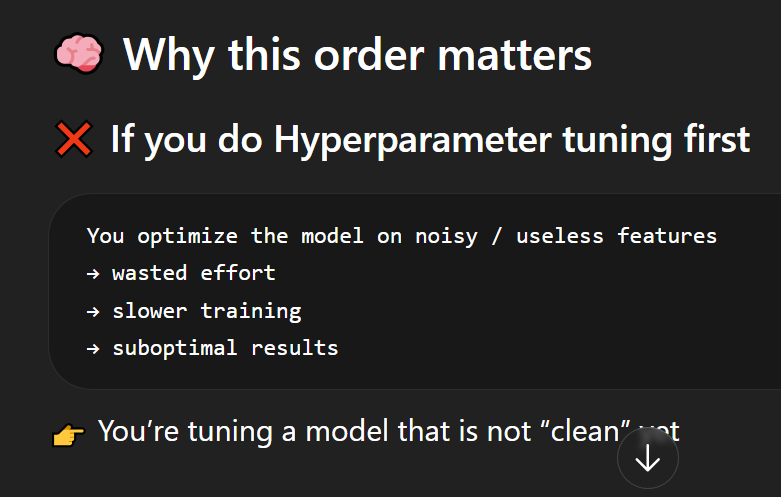 🧠 Why this order matters
❌ If you do Hyperparameter tuning first
You optimize the model on noisy / useless features
→ wasted effort
→ slower training
→ suboptimal results
👉 You’re tuning a model that is not “clean” yet